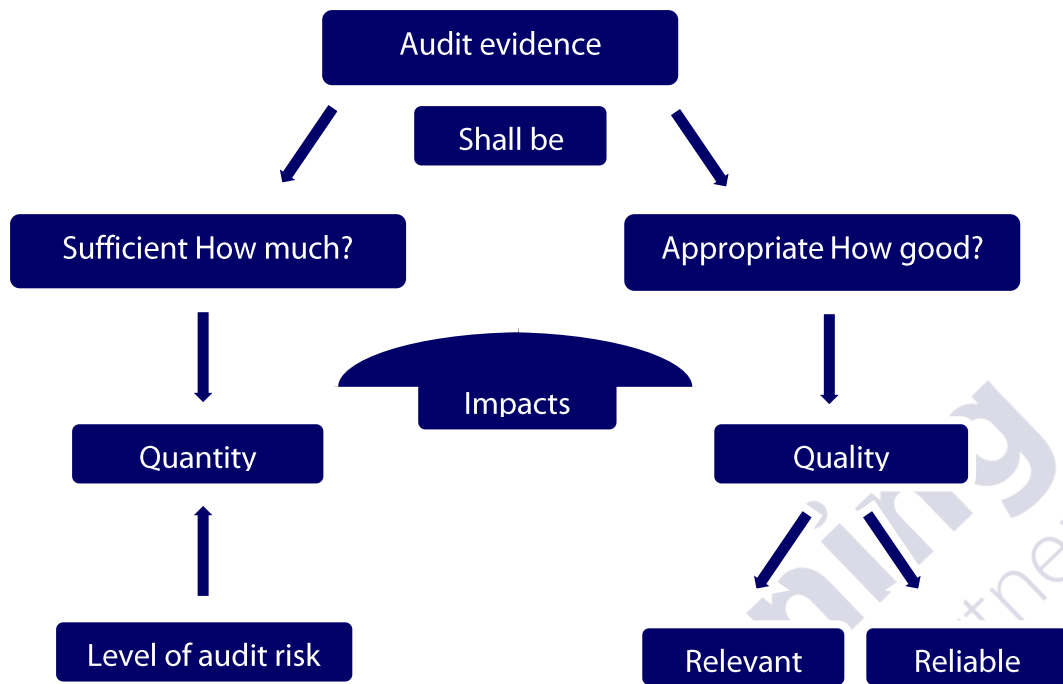 Audit evidence
Shall be
Sufficient How much?
Appropriate How good?
Impacts
Quantity
Quality
Level of audit risk
Relevant
Reliable